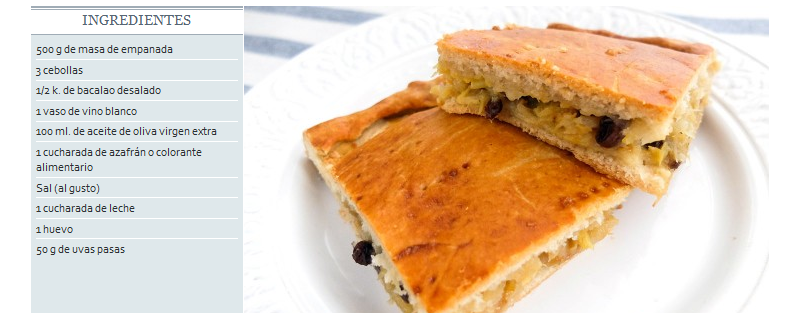 INGREDIENTES
500 g de masa de empanada
3 cebollas
1/2 k. de bacalao desalado
1 vaso de vino blanco
100 ml. de aceite de oliva virgen extra
1 cucharada de azafrán o colorante
alimentario
Sal (al gusto)
1 cucharada de leche
1 huevo
50 g de uvas pasas